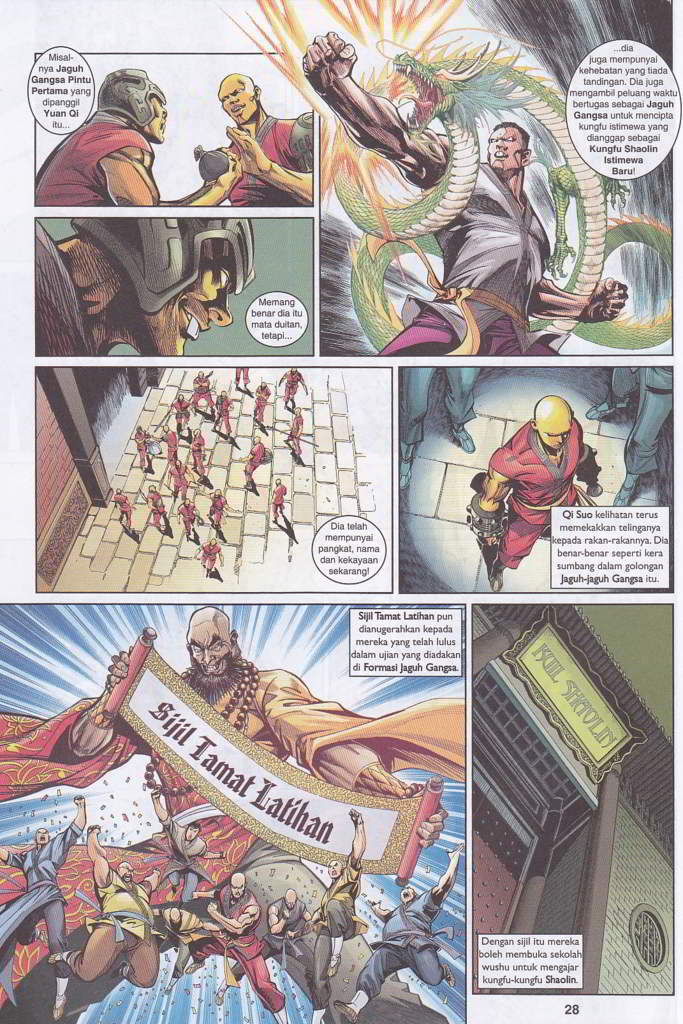 Misal-
nya Jaguh
Gangsa Pintu
Pertama yang
dipanggil
Yuan Qi
itu...
...dia
juga mempunyai
kehebatan yang tiada
tandingan. Dia juga
mengambil peluang waktu
bertugas sebagai Jaguh
Gangsa untuk mencipta
kungfu istimewa yang
dianggap sebagai
Kungfu Shaolin
Istimewa
Baru!
Memang
benar dia itu
mata duitan,
tetapi...
Dia telah
mempunyai
pangkat, nama
dan kekayaan
sekarang!
Qi Suo kelihatan terus
memekakkan telinganya
kepada rakan-rakannya. Dia
benar-benar seperti kera
sumbang dalam golongan
Jaguh-jaguh Gangsa itu.
Sijil Tamat Latihan pun
dianugerahkan kepada
mereka yang telah lulus
dalam ujian yang diadakan
di Formasi Jaguh Gangsa.
Sijil Tamat Latihan
KUIL SHAOLIN
Dengan sijil itu mereka
boleh membuka sekolah
wushu untuk mengajar
kungfu-kungfu Shaolin.
28